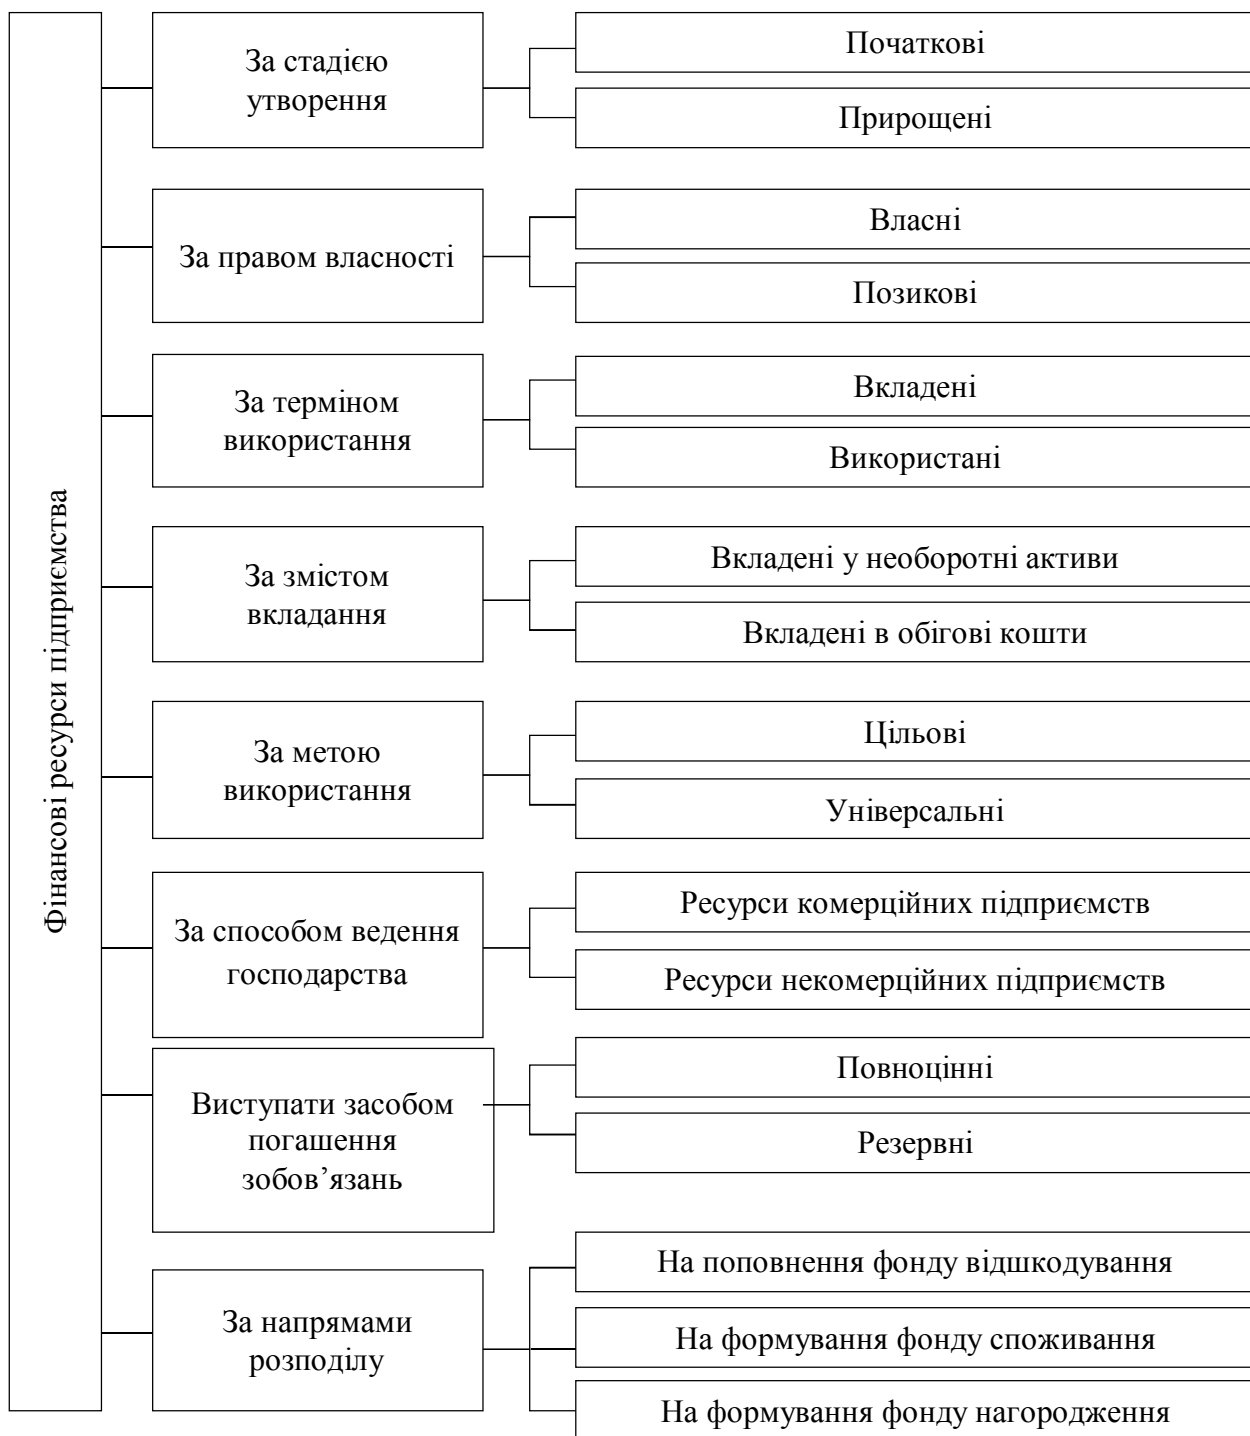 Фінансові ресурси підприємства
За стадією
утворення
Початкові
Прирощені
За правом власності
Власні
Позикові
За терміном
використання
Вкладені
Використані
За змістом
вкладання
Вкладені у необоротні активи
Вкладені в обігові кошти
За метою
використання
Цільові
Універсальні
За способом ведення
господарства
Ресурси комерційних підприємств
Ресурси некомерційних підприємств
Виступати засобом
погашення
зобов’язань
Повноцінні
Резервні
За напрямами
розподілу
На поповнення фонду відшкодування
На формування фонду споживання
На формування фонду нагородження